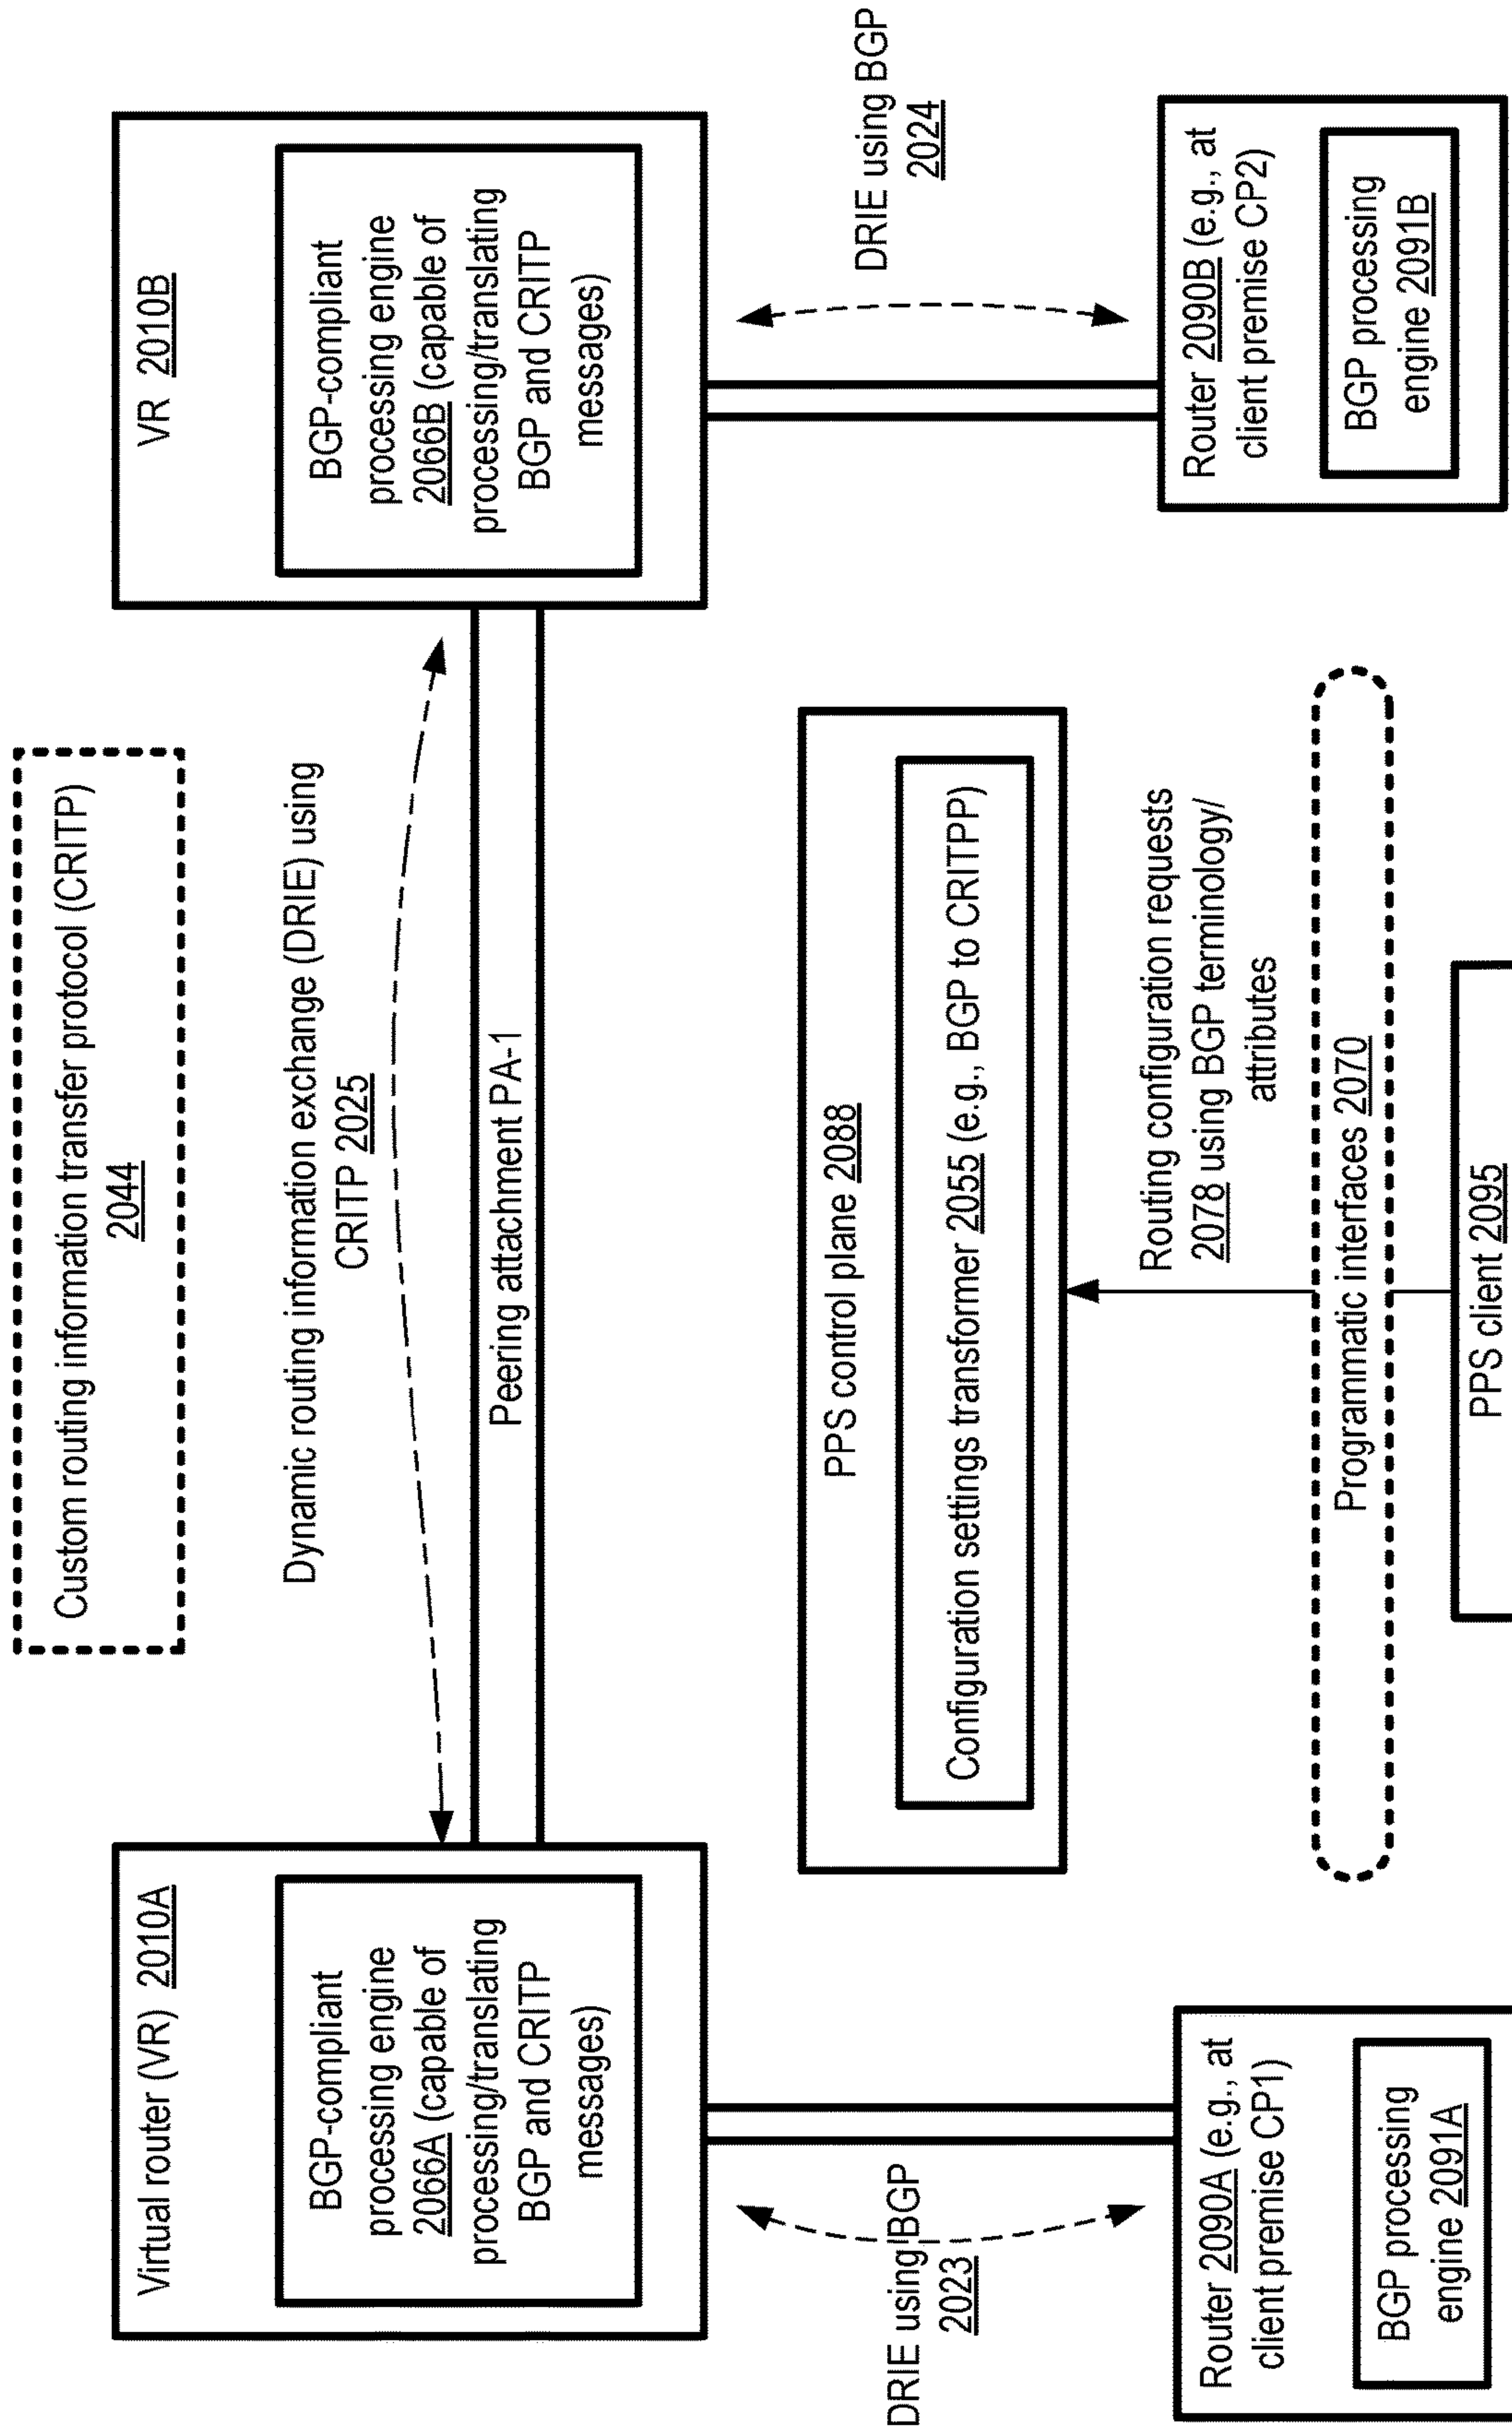 Custom routing information transfer protocol (CRITP)
2044
Dynamic routing information exchange (DRIE) using
CRITP 2025
Virtual router (VR) 2010A
BGP-compliant
processing engine
2066A (capable of
processing/translating
BGP and CRITP
messages)
Peering attachment PA-1
VR 2010B
BGP-compliant
processing engine
2066B (capable of
processing/translating
BGP and CRITP
messages)
PPS control plane 2088
Configuration settings transformer 2055 (e.g., BGP to CRITPP)
DRIE using BGP
2023
DRIE using BGP
2024
Routing configuration requests
2078 using BGP terminology/
attributes
Router 2090A (e.g., at
client premise CP1)
BGP processing
engine 2091A
Programmatic interfaces 2070
PPS client 2095
Router 2090B (e.g., at
client premise CP2)
BGP processing
engine 2091B